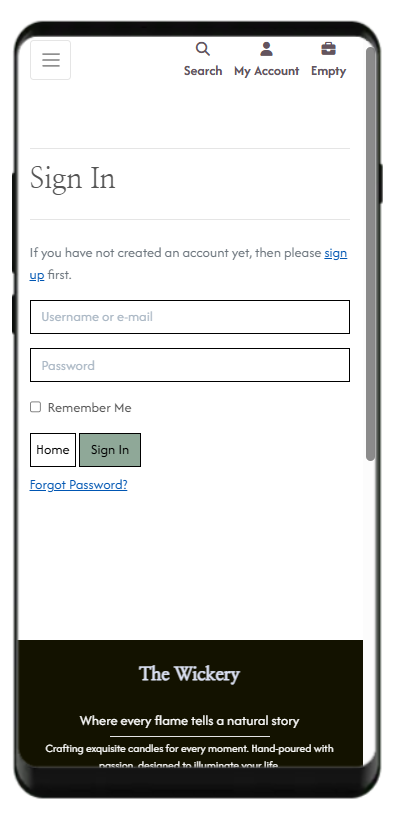 Search My Account Empty
Sign In
If you have not created an account yet, then please sign
up first.
Username or e-mail
Password
Remember Me
Home Sign In
Forgot Password?
The Wickery
Where every flame tells a natural story
Crafting exquisite candles for every moment. Hand-poured with
passion, designed to illuminate your life